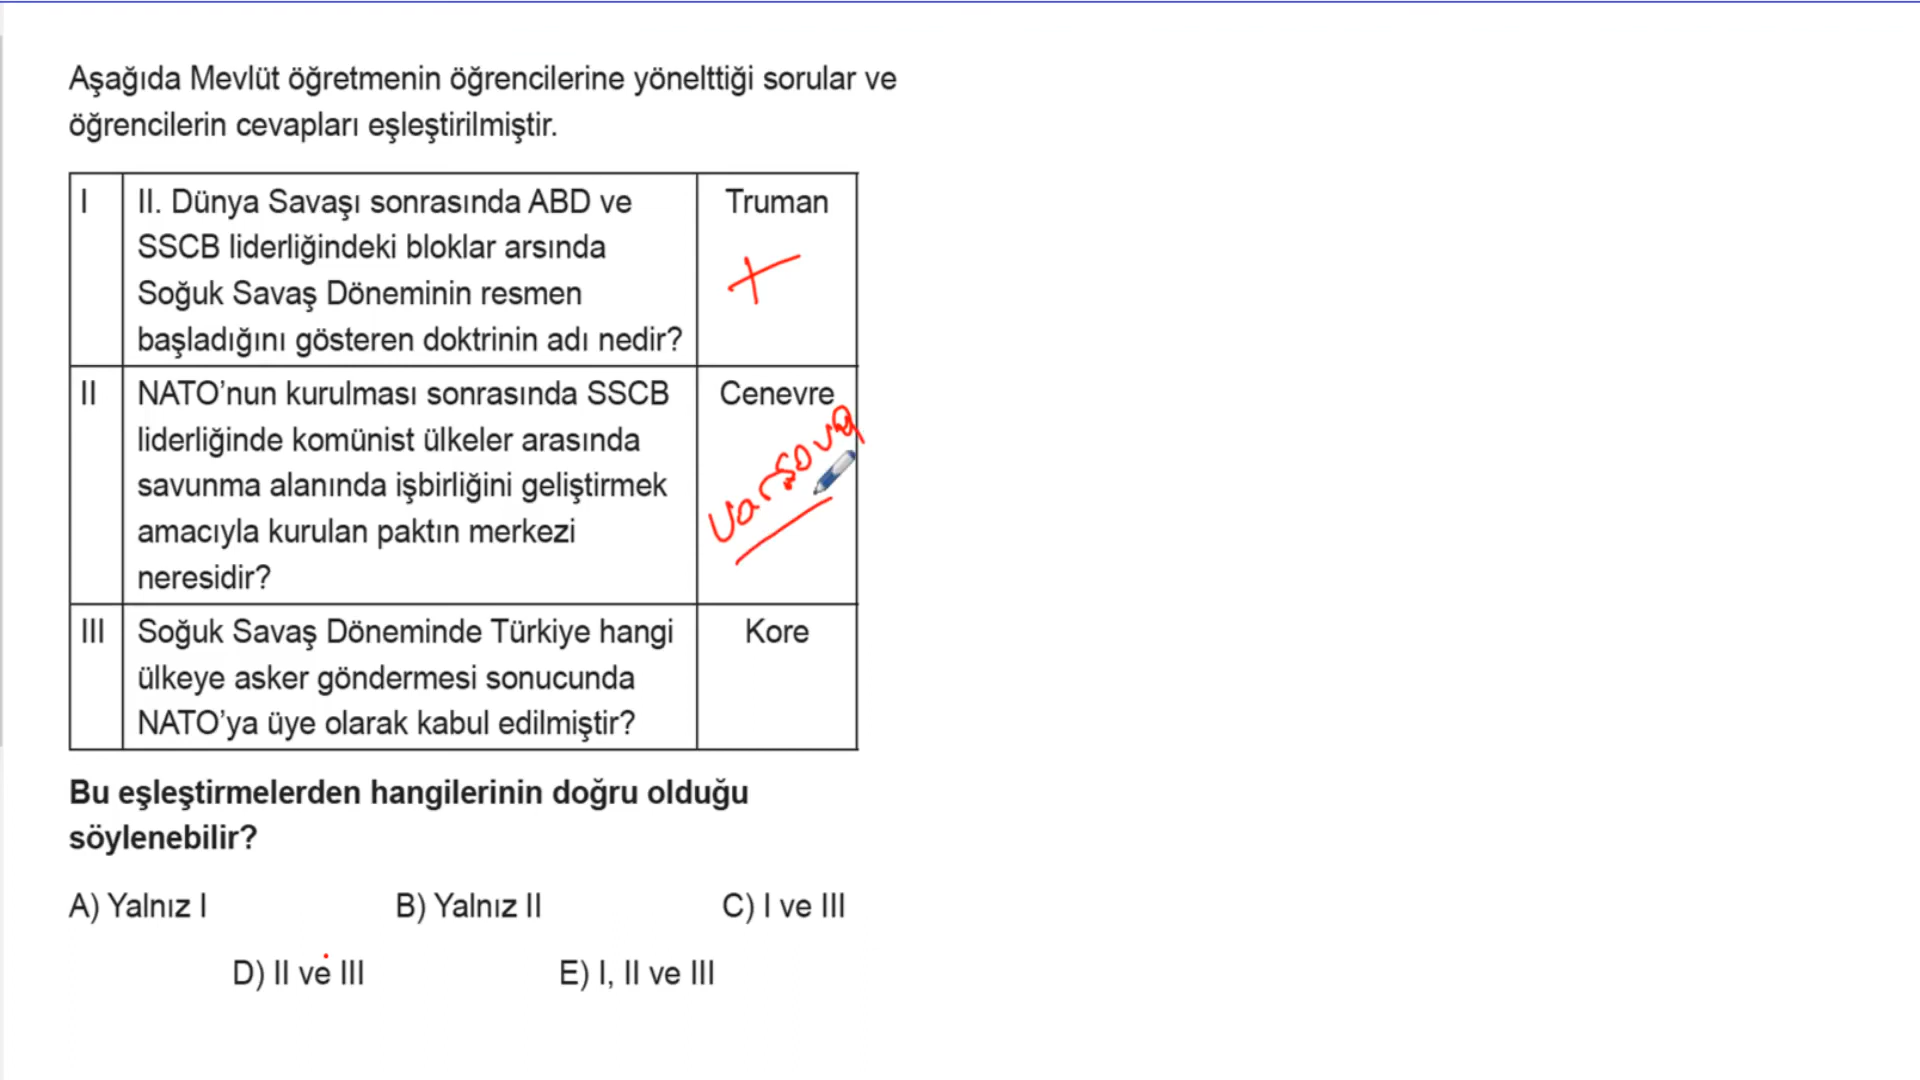 Aşağıda Mevlüt öğretmenin öğrencilerine yönelttiği sorular ve
öğrencilerin cevapları eşleştirilmiştir.
I
II. Dünya Savaşı sonrasında ABD ve
SSCB liderliğindeki bloklar arsında
Soğuk Savaş Döneminin resmen
başladığını gösteren doktrinin adı nedir?
Truman
II
NATO’nun kurulması sonrasında SSCB
liderliğinde komünist ülkeler arasında
savunma alanında işbirliğini geliştirmek
amacıyla kurulan paktın merkezi
neresidir?
Cenevre
Varşova
III
Soğuk Savaş Döneminde Türkiye hangi
ülkeye asker göndermesi sonucunda
NATO’ya üye olarak kabul edilmiştir?
Kore
Bu eşleştirmelerden hangilerinin doğru olduğu
söylenebilir?
A) Yalnız I B) Yalnız II C) I ve III
D) II ve III E) I, II ve III